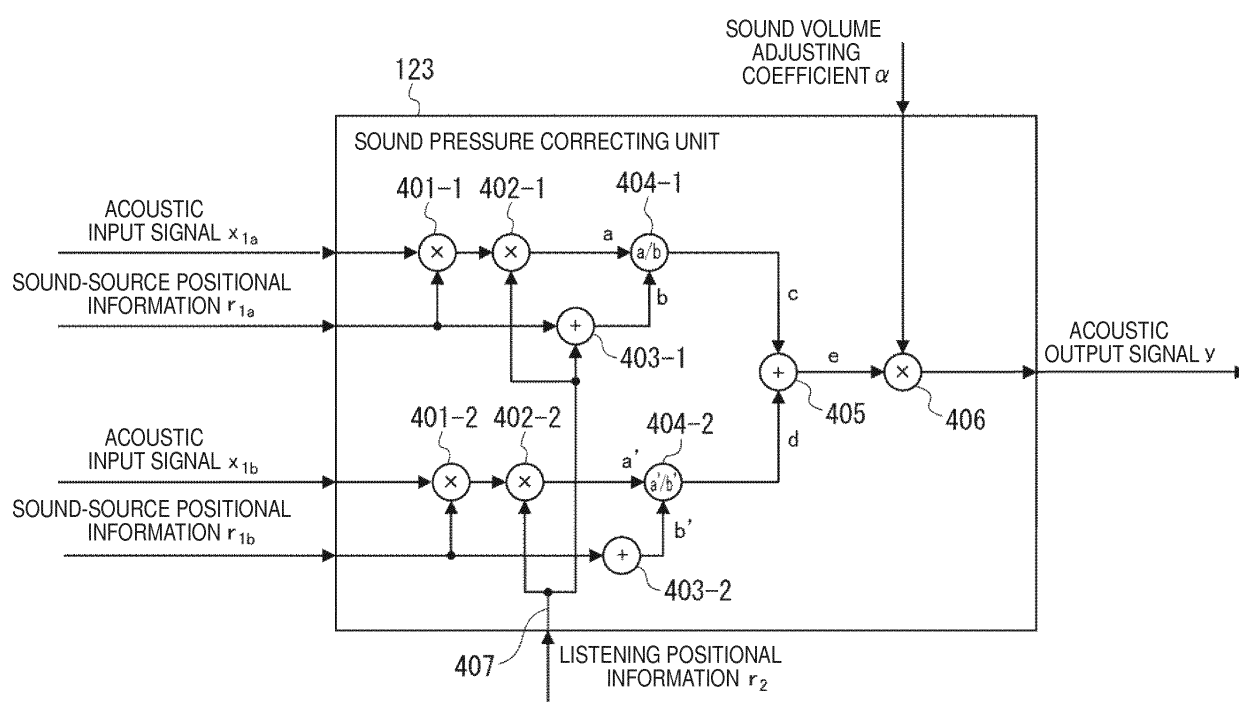 SOUND VOLUME
ADJUSTING
COEFFICIENT α
123
SOUND PRESSURE CORRECTING UNIT
401-1
402-1
404-1
ACOUSTIC
INPUT SIGNAL x1a
×
×
a
a/b
SOUND-SOURCE POSITIONAL
INFORMATION r1a
b
c
+
403-1
ACOUSTIC
OUTPUT SIGNAL y
+
e
×
405
406
401-2
402-2
404-2
d
ACOUSTIC
INPUT SIGNAL x1b
×
×
a'
a'/b'
SOUND-SOURCE POSITIONAL
INFORMATION r1b
b'
+
403-2
407
LISTENING POSITIONAL
INFORMATION r2